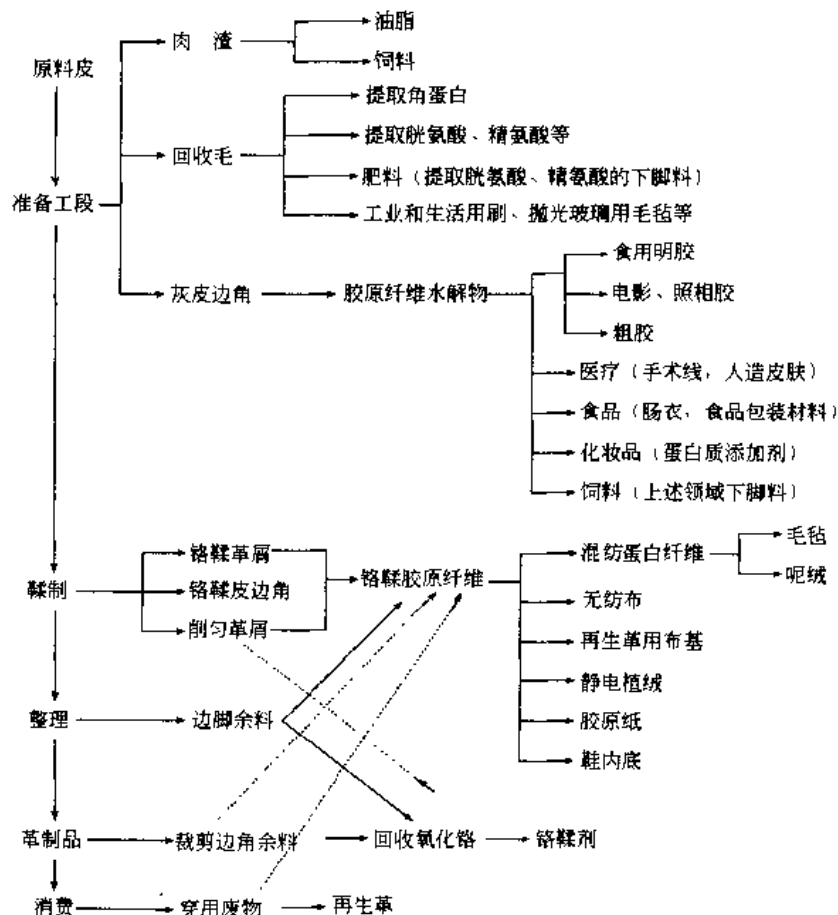 油脂
肉 渣
饲料
原料皮
提取角蛋白
提取胱氨酸、精氨酸等
回收毛
肥料（提取胱氨酸、精氨酸的下脚料）
准备工段
工业和生活用刷、抛光玻璃用毛毡等
食用明胶
灰皮边角
胶原纤维水解物
电影、照相胶
粗胶
医疗（手术线，人造皮肤）
食品（肠衣，食品包装材料）
化妆品（蛋白质添加剂）
饲料（上述领域下脚料）
毛毡
铬鞣革屑
混纺蛋白纤维
呢绒
鞣制
铬鞣皮边角
铬鞣胶原纤维
无纺布
削匀革屑
再生革用布基
静电植绒
整理
边脚余料
胶原纸
鞋内底
革制品
裁剪边角余料
回收氧化铬
铬鞣剂
消费
穿用废物
再生革